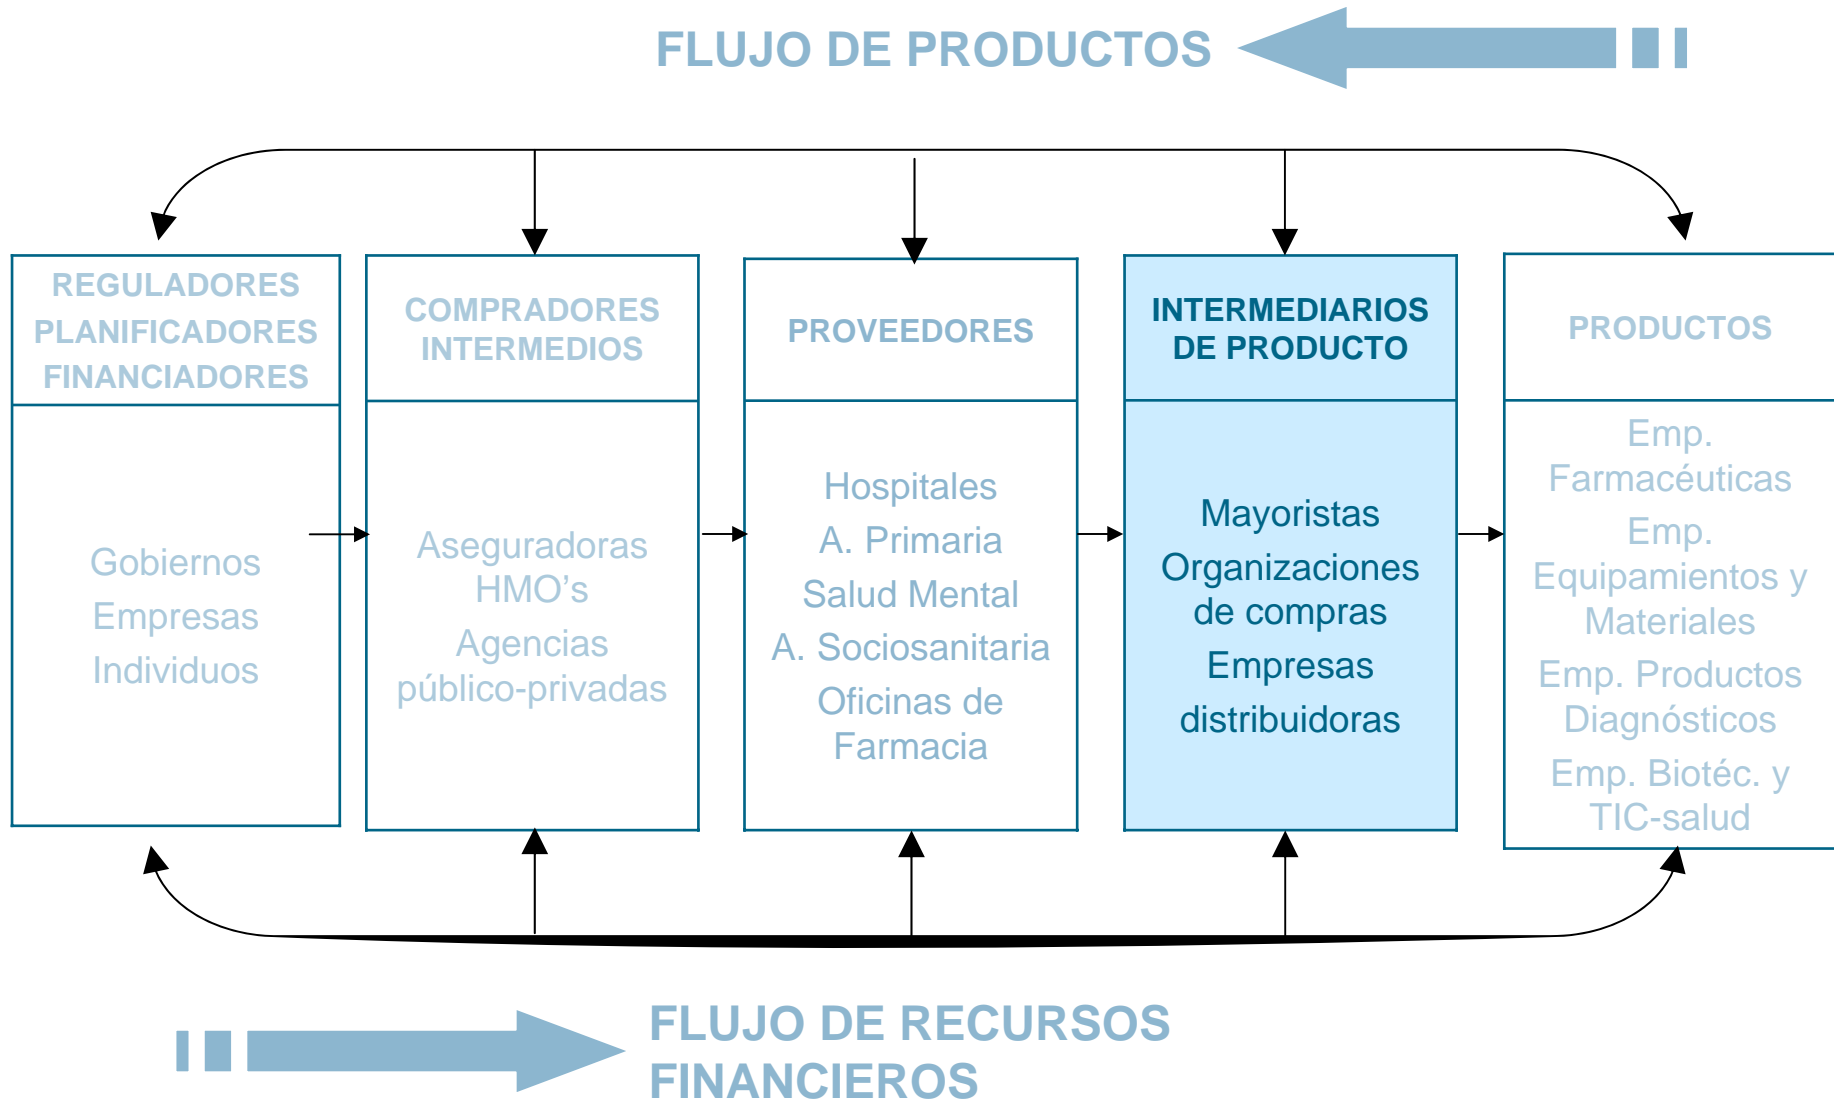 FLUJO DE PRODUCTOS
REGULADORES
PLANIFICADORES
FINANCIADORES
Gobiernos
Empresas
Individuos
COMPRADORES
INTERMEDIOS
Aseguradoras
HMO’s
Agencias
público-privadas
PROVEEDORES
Hospitales
A. Primaria
Salud Mental
A. Sociosanitaria
Oficinas de
Farmacia
INTERMEDIARIOS
DE PRODUCTO
Mayoristas
Organizaciones
de compras
Empresas
distribuidoras
PRODUCTOS
Emp.
Farmacéuticas
Emp.
Equipamientos y
Materiales
Emp. Productos
Diagnósticos
Emp. Biotéc. y
TIC-salud
FLUJO DE RECURSOS
FINANCIEROS